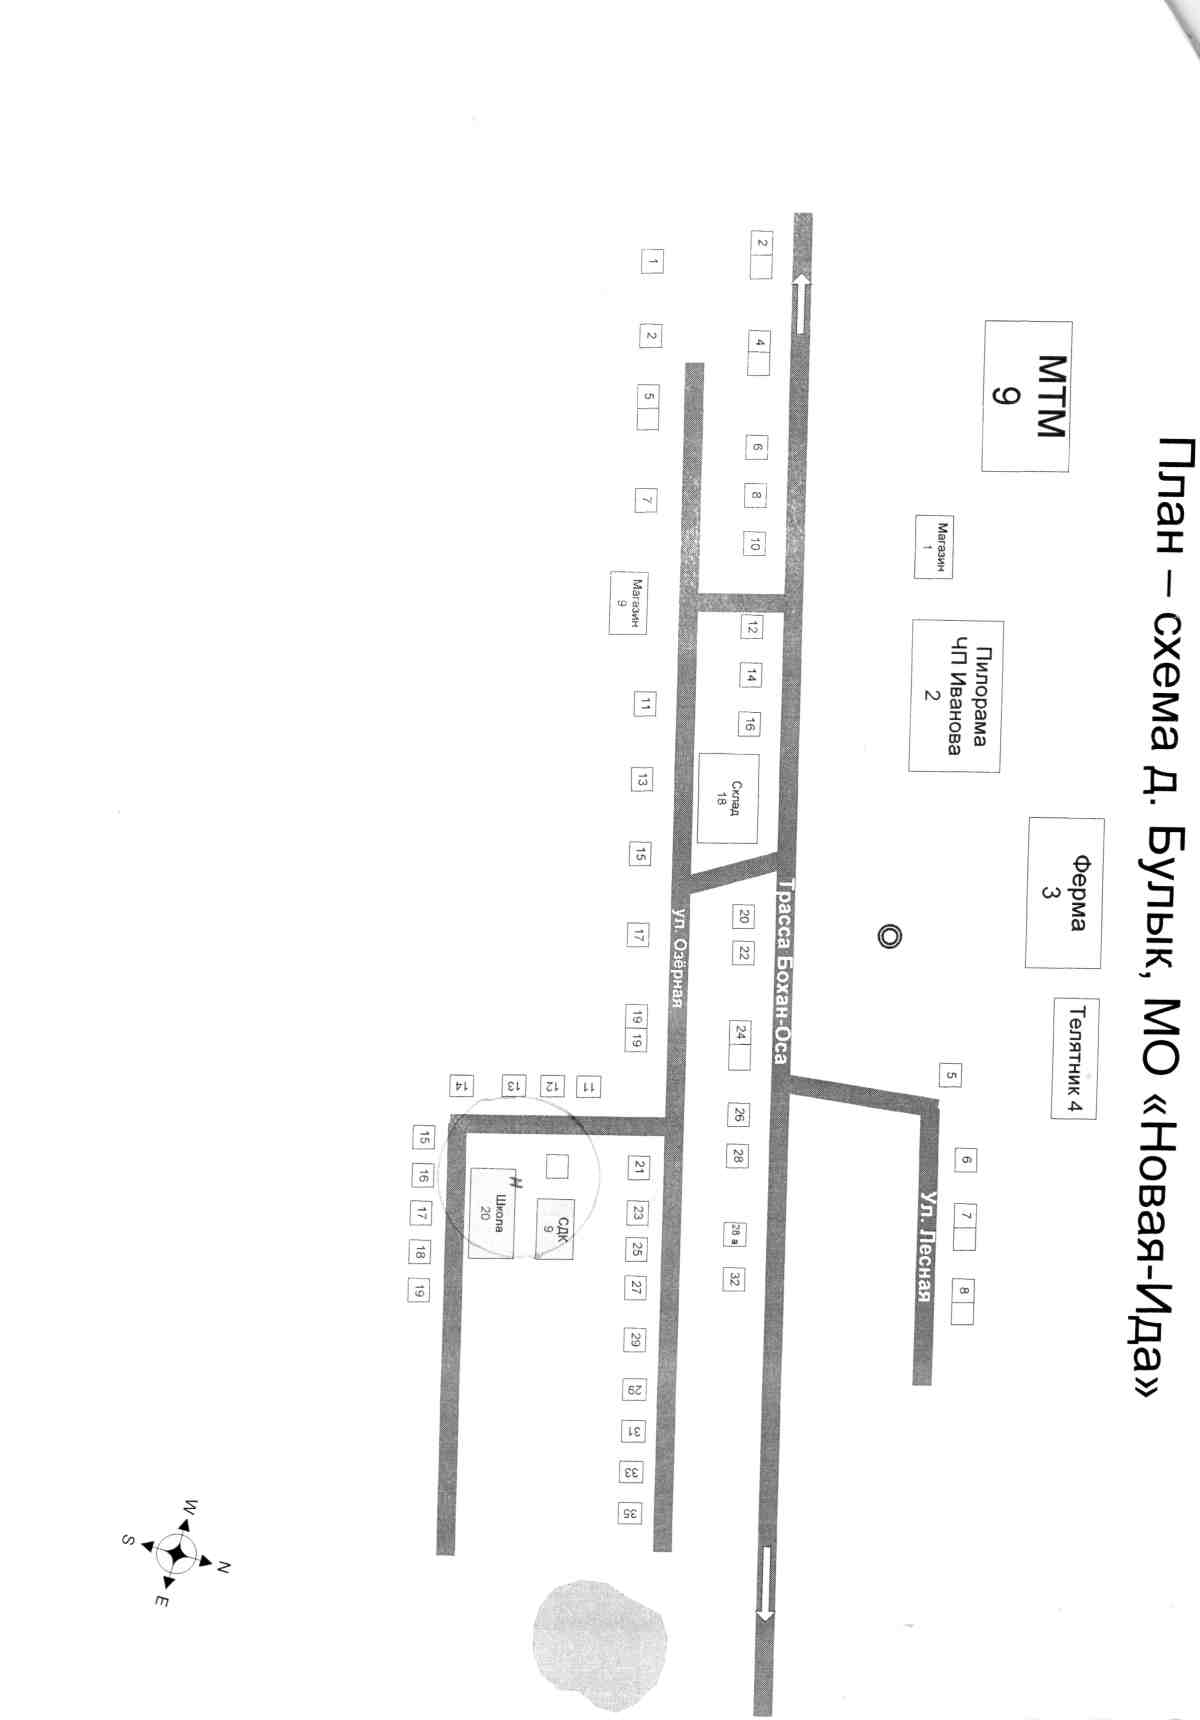 План – схема д. Булык, МО «Новая-Ида»
МТМ
9
Магазин
1
Пилорама
ЧП Иванова
2
Ферма
3
Телятник 4
5
6
7
8
Ул. Лесная
Трасса Бохан-Оса
2
4
6
8
10
12
14
16
Склад
18
20
22
24
26
28
28 а
32
ул. Озёрная
1
2
5
7
Магазин
9
11
13
15
17
19
19
21
23
25
27
29
29
31
33
35
11
12
13
14
СДК
9
Школа
20
15
16
17
18
19
N
W
E
S